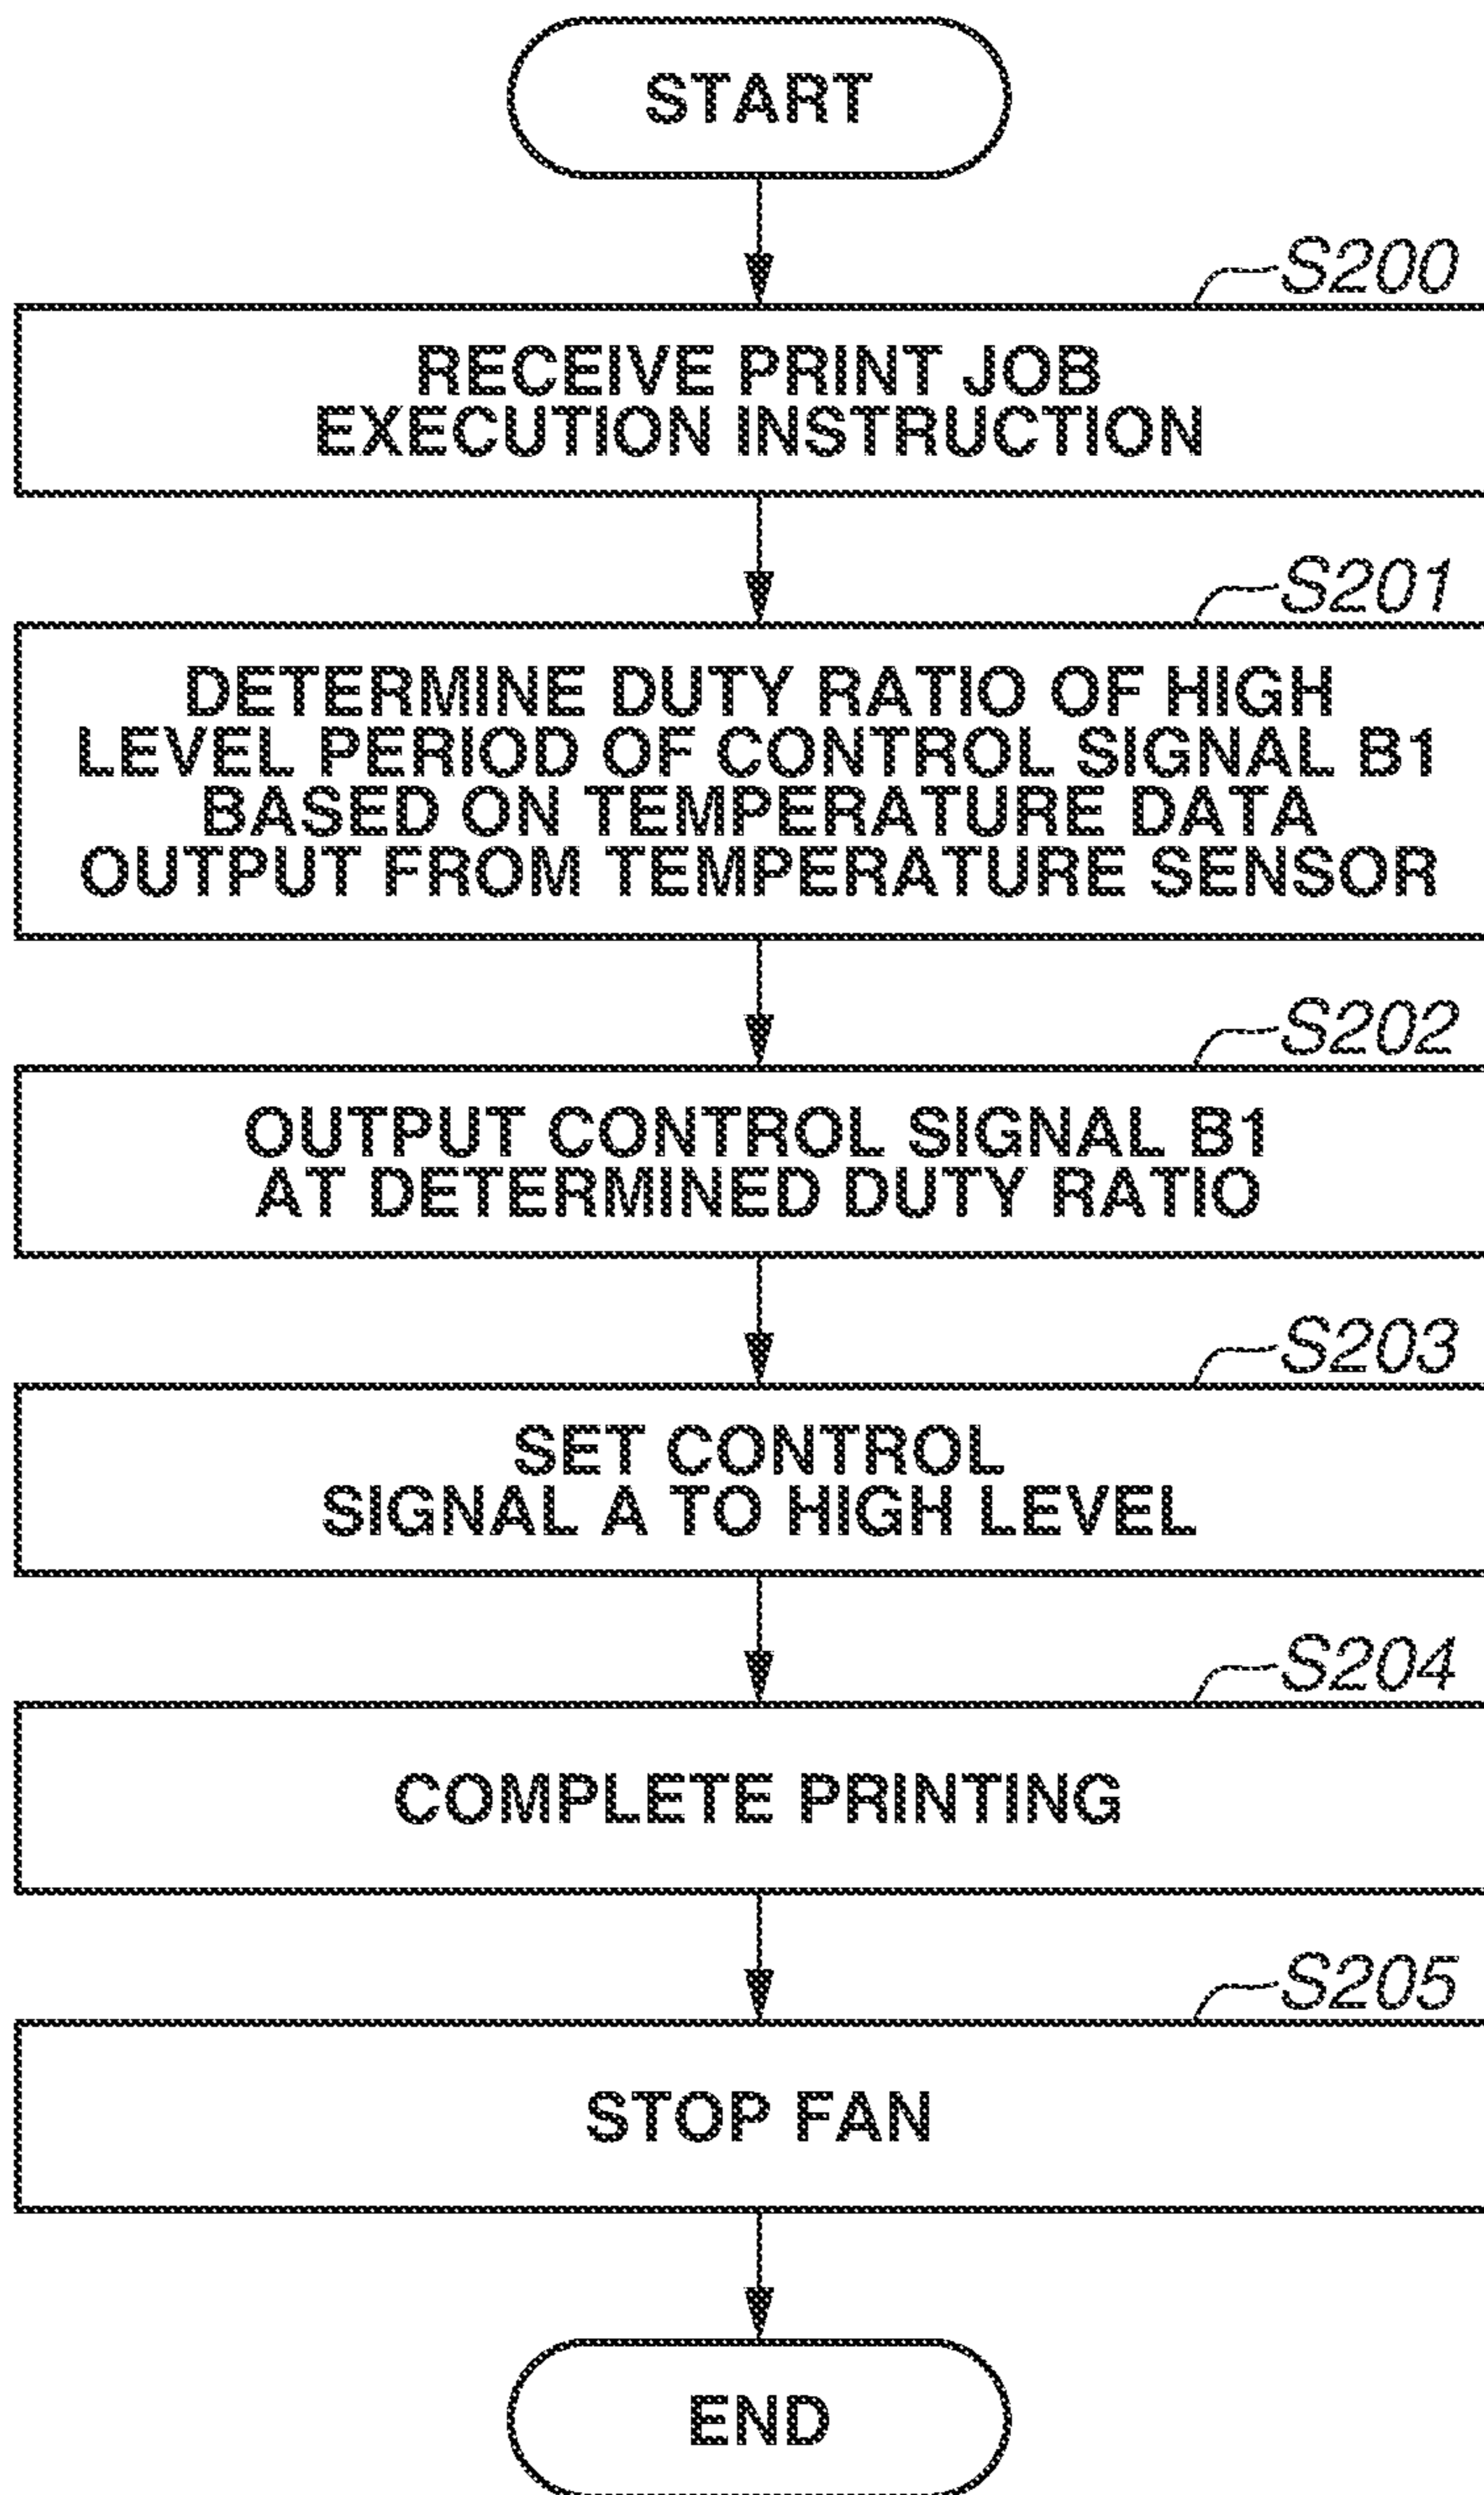 START
S200
RECEIVE PRINT JOB
EXECUTION INSTRUCTION
S201
DETERMINE DUTY RATIO OF HIGH
LEVEL PERIOD OF CONTROL SIGNAL B1
BASED ON TEMPERATURE DATA
OUTPUT FROM TEMPERATURE SENSOR
S202
OUTPUT CONTROL SIGNAL B1
AT DETERMINED DUTY RATIO
S203
SET CONTROL
SIGNAL A TO HIGH LEVEL
S204
COMPLETE PRINTING
S205
STOP FAN
END